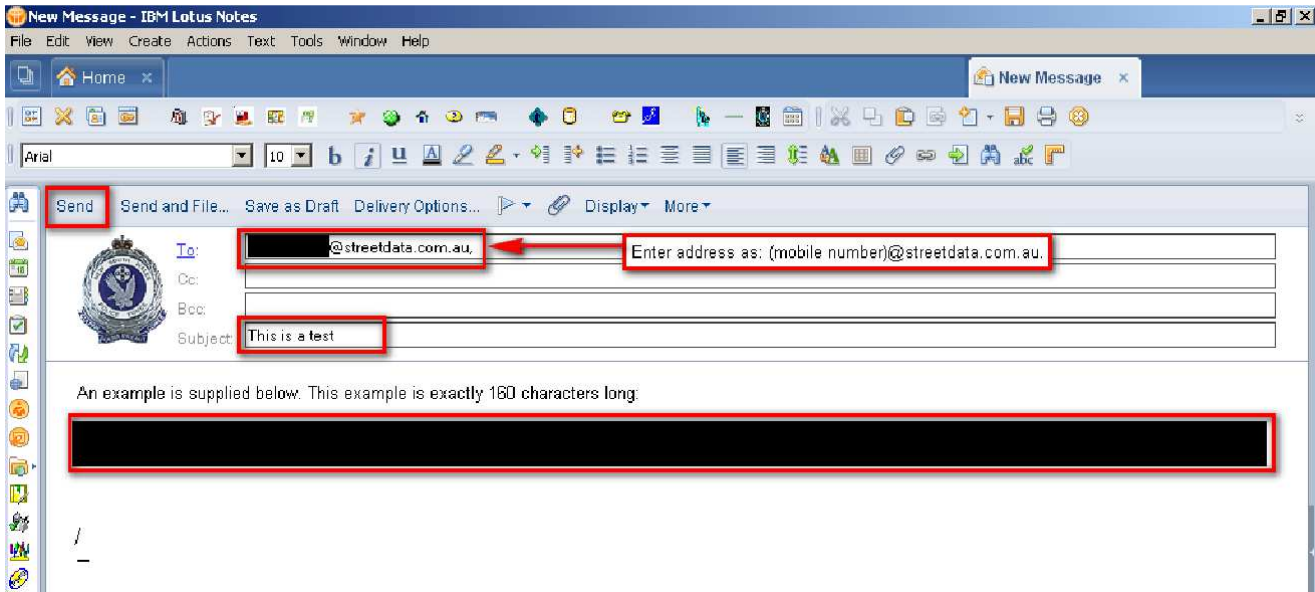 New Message - IBM Lotus Notes
File Edit View Create Actions Text Tools Window Help
Home
New Message
Arial
10
b i u A
abc
Send Send and File... Save as Draft Delivery Options... Display More
To: @streetdata.com.au,
Enter address as: (mobile number)@streetdata.com.au.
Cc:
Bcc:
Subject: This is a test
An example is supplied below. This example is exactly 160 characters long:
/